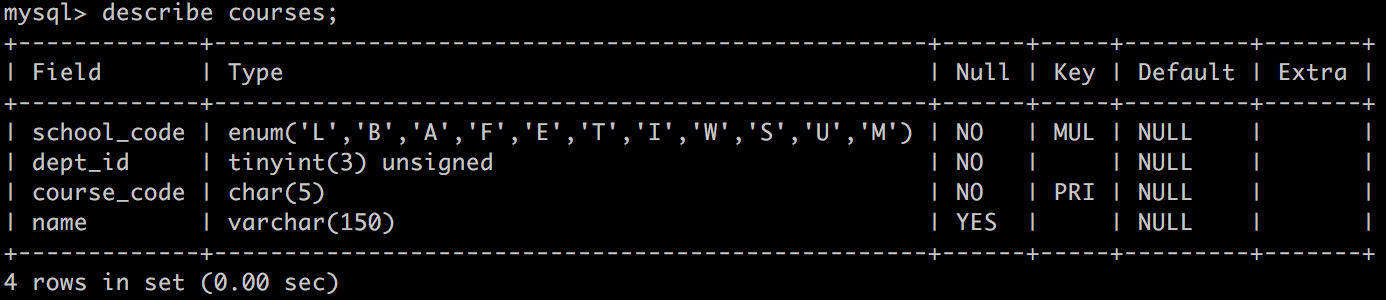 mysql> describe courses;
+-------------+---------------------------------------------------+------+-----+---------+-------+
| Field       | Type                                              | Null | Key | Default | Extra |
+-------------+---------------------------------------------------+------+-----+---------+-------+
| school_code | enum('L','B','A','F','E','T','I','W','S','U','M') | NO   | MUL | NULL    |       |
| dept_id     | tinyint(3) unsigned                               | NO   |     | NULL    |       |
| course_code | char(5)                                           | NO   | PRI | NULL    |       |
| name        | varchar(150)                                      | YES  |     | NULL    |       |
+-------------+---------------------------------------------------+------+-----+---------+-------+
4 rows in set (0.00 sec)